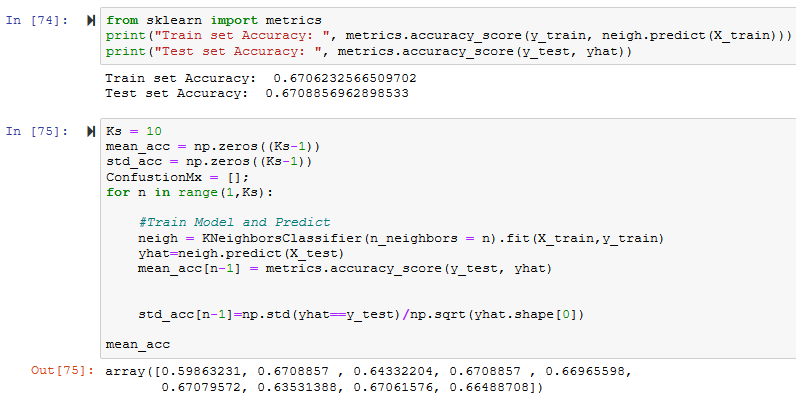 In [74]: from sklearn import metrics
print("Train set Accuracy: ", metrics.accuracy_score(y_train, neigh.predict(X_train)))
print("Test set Accuracy: ", metrics.accuracy_score(y_test, yhat))
Train set Accuracy:  0.6706232566509702
Test set Accuracy:  0.6708856962898533
In [75]: Ks = 10
mean_acc = np.zeros((Ks-1))
std_acc = np.zeros((Ks-1))
ConfustionMx = [];
for n in range(1,Ks):
    #Train Model and Predict
    neigh = KNeighborsClassifier(n_neighbors = n).fit(X_train,y_train)
    yhat=neigh.predict(X_test)
    mean_acc[n-1] = metrics.accuracy_score(y_test, yhat)
    std_acc[n-1]=np.std(yhat==y_test)/np.sqrt(yhat.shape[0])
mean_acc
Out[75]: array([0.59863231, 0.6708857 , 0.64332204, 0.6708857 , 0.66965598,
       0.67079572, 0.63531388, 0.67061576, 0.66488708])